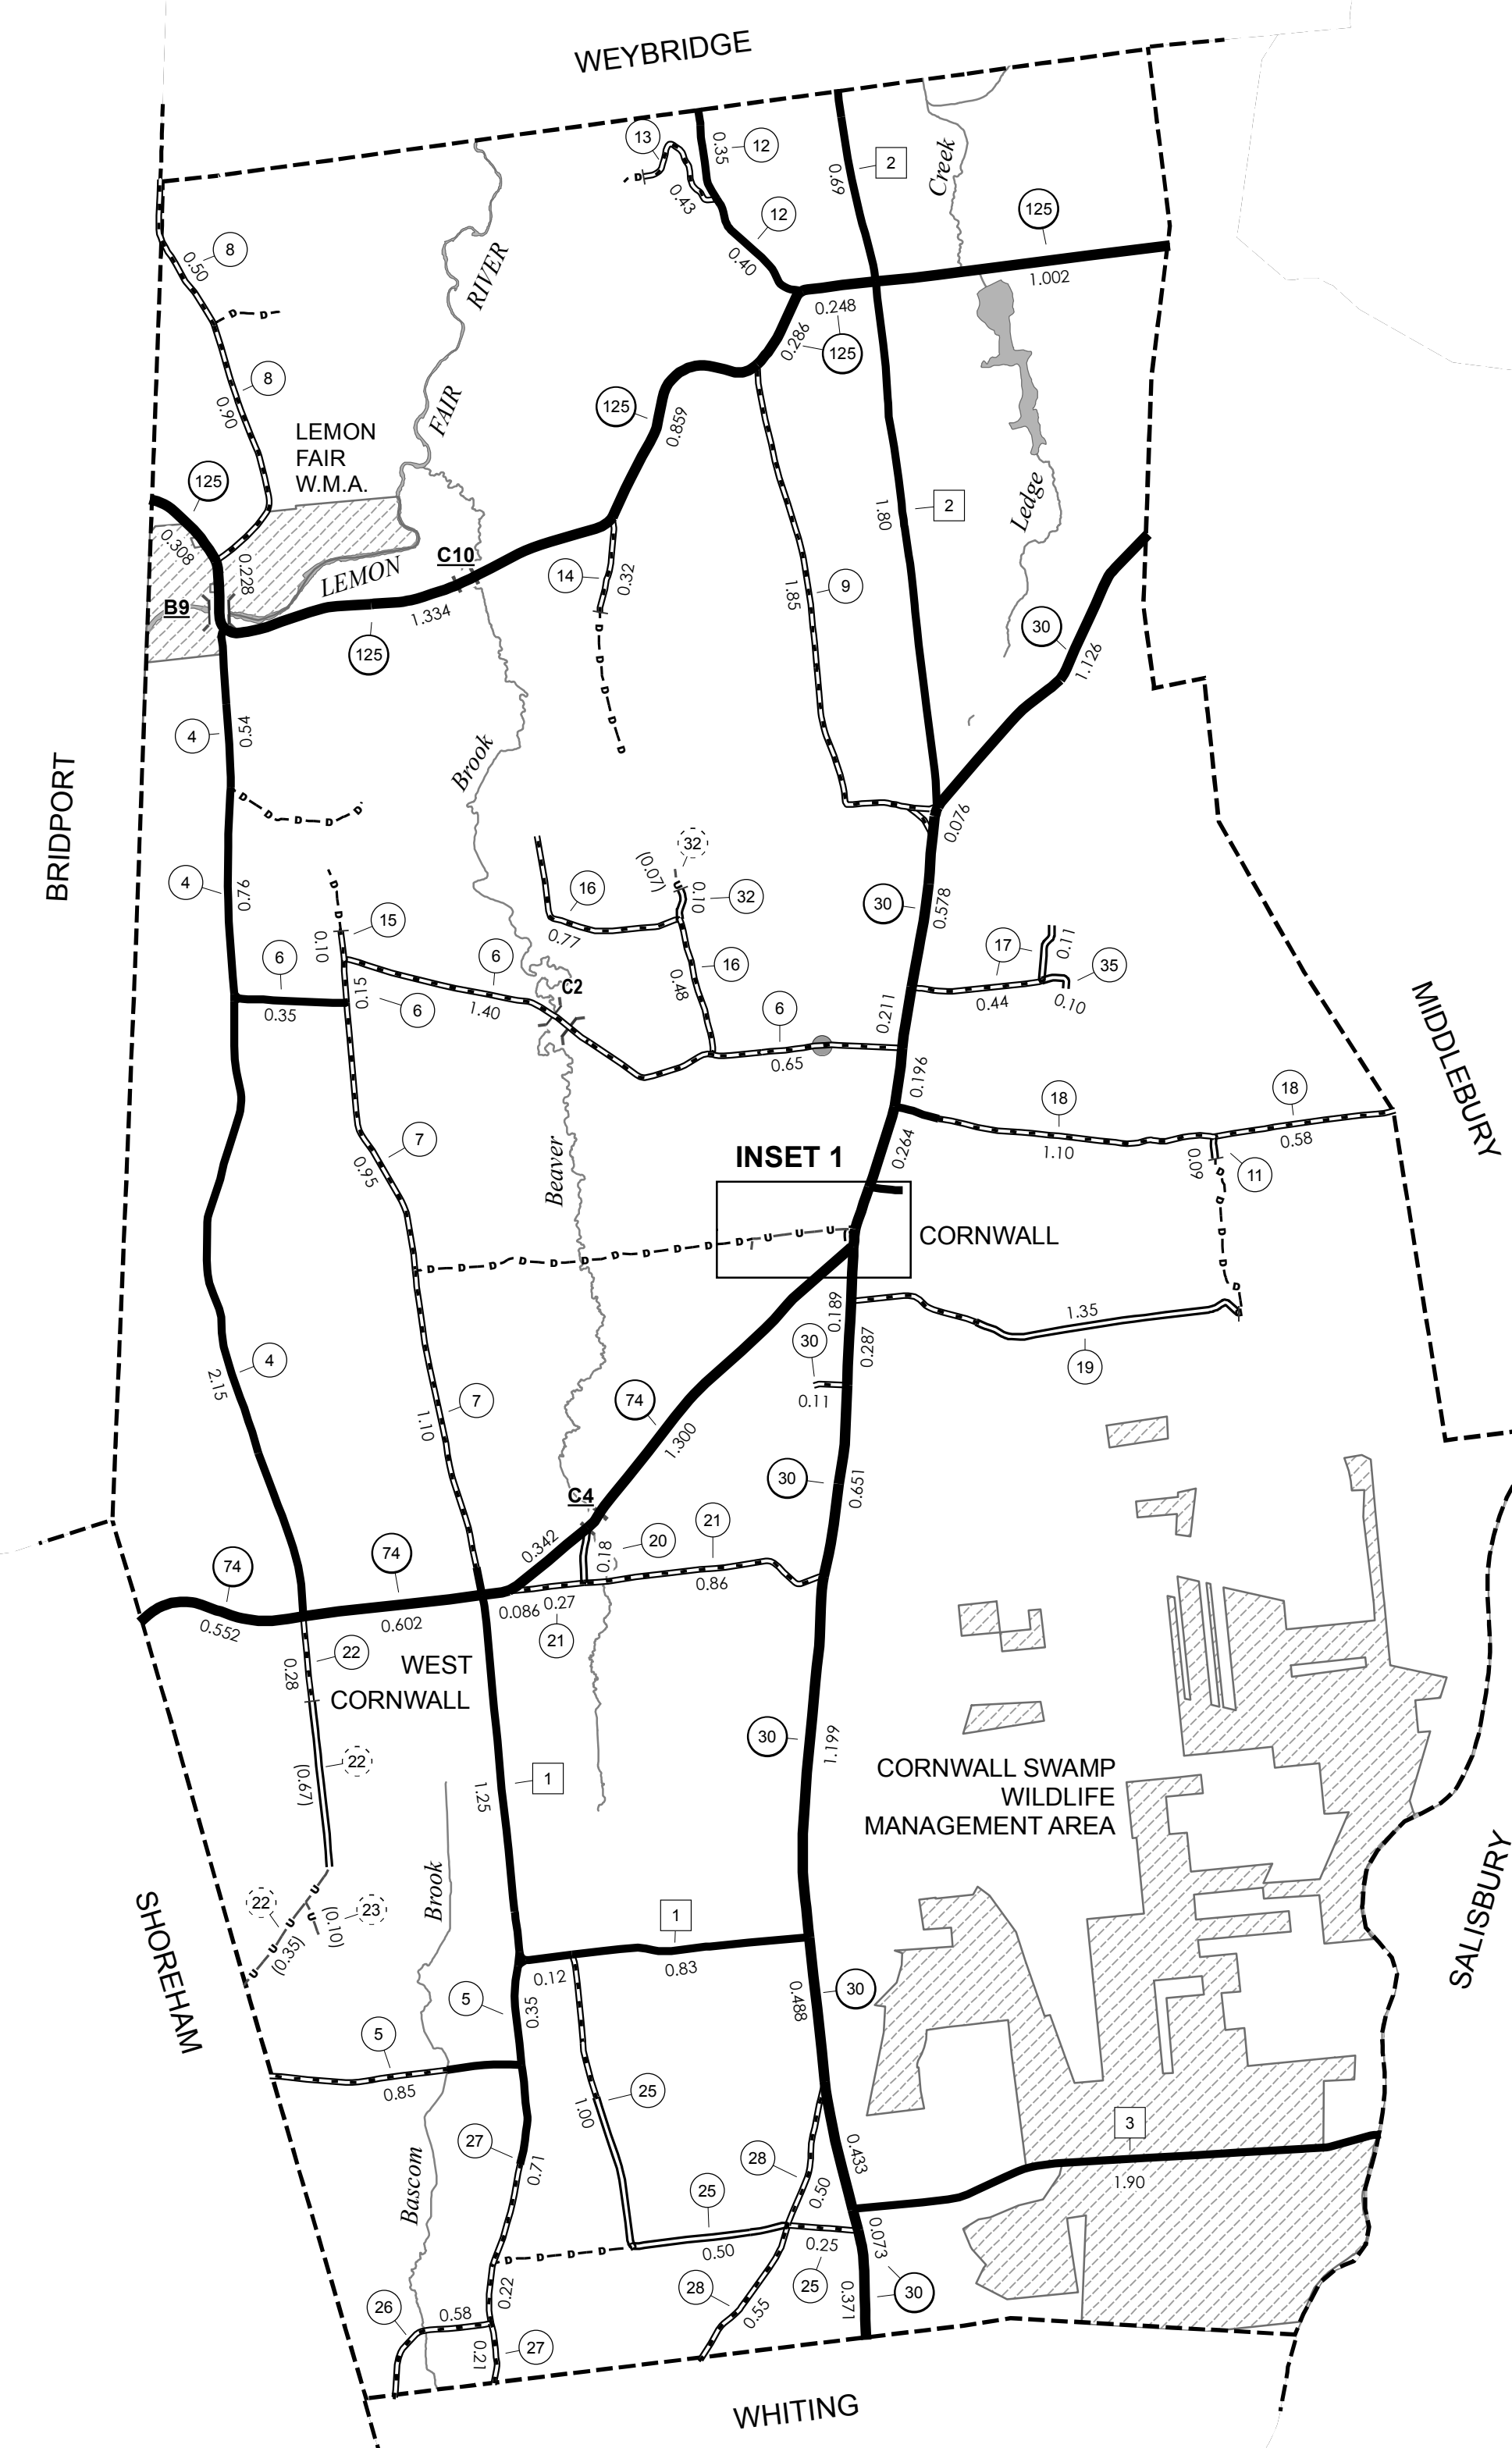 WEYBRIDGE
13
12
0.35
0.43
D
2
0.69
Creek
12
0.40
125
1.002
8
0.50
RIVER
D
D
0.248
0.286
125
8
0.90
FAIR
125
0.859
LEMON
FAIR
W.M.A.
125
0.308
0.228
C10
LEMON
B9
1.334
125
14
0.32
1.85
9
1.80
2
Ledge
30
1.126
D
D
D
D
D
4
0.54
Brook
BRIDPORT
D
D
D
D
0.076
4
0.76
32
(0.07)
U
0.10
32
16
0.77
30
0.578
D
D
15
0.10
6
6
0.15
6
0.35
1.40
C2
16
0.48
17
0.11
35
0.44
0.10
6
0.65
0.211
0.196
MIDDLEBURY
18
18
1.10
0.58
0.09
11
7
0.95
Beaver
0.264
INSET 1
CORNWALL
D
D
D
D
D
D
D
D
D
D
D
U
U
U
D
D
D
D
D
0.189
0.287
1.35
19
30
0.11
4
2.15
7
1.10
74
1.300
30
0.651
C4
0.342
20
0.18
21
0.86
74
74
0.552
0.602
0.086
0.27
21
22
0.28
WEST
CORNWALL
22
(0.67)
1
1.25
30
1.199
CORNWALL SWAMP
WILDLIFE
MANAGEMENT AREA
SHOREHAM
22
U
U
U
U
U
(0.35)
23
(0.10)
Brook
SALISBURY
1
0.12
0.83
5
0.35
30
0.488
5
0.85
25
1.00
27
0.71
Bascom
28
0.50
0.433
3
1.90
25
0.50
0.25
25
0.073
30
0.371
D
D
D
D
0.22
26
0.58
0.21
27
28
0.55
WHITING